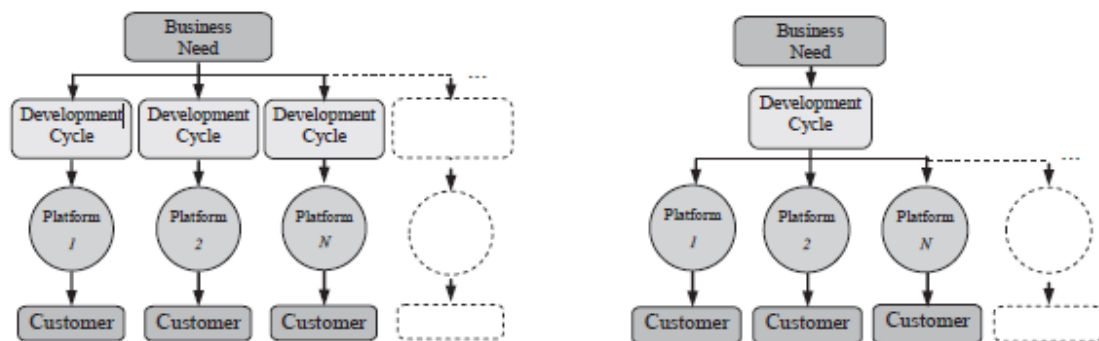 Business
Need
...
Development
Cycle
Development
Cycle
Development
Cycle
Platform
1
Platform
2
Platform
N
Customer
Customer
Customer
Business
Need
Development
Cycle
...
Platform
1
Platform
2
Platform
N
Customer
Customer
Customer